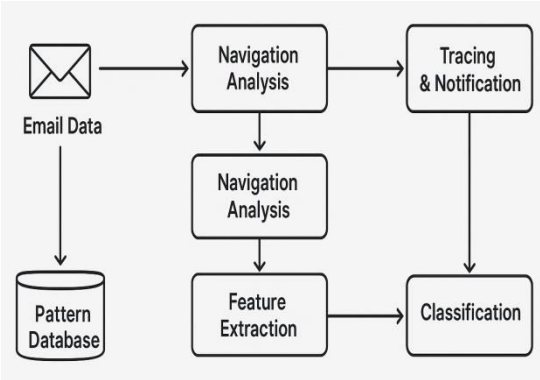 Navigation
Analysis
Tracing
& Notification
Email Data
Navigation
Analysis
Pattern
Database
Feature
Extraction
Classification